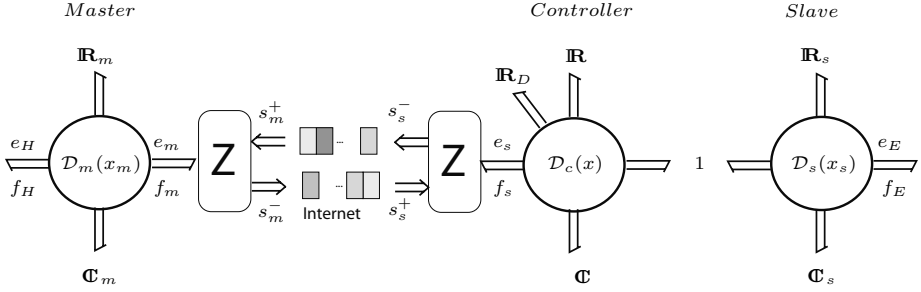 Master Controller Slave
ℝ_m ℝ_D ℝ ℝ_s
e_H 𝒟_m(x_m) e_m Z s_m^+ ... s_s^- Z e_s 𝒟_c(x) 1 𝒟_s(x_s) e_E
f_H f_m s_m^- ... s_s^+ f_s f_E
Internet
ℂ_m ℂ ℂ_s